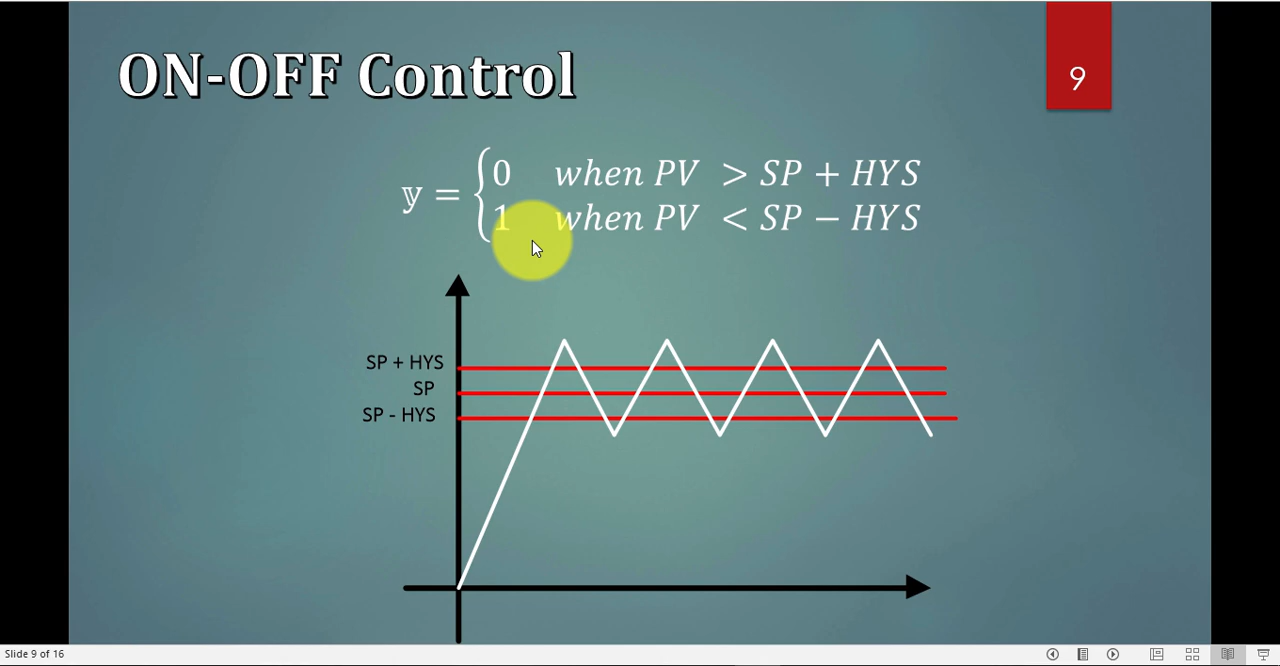 ON-OFF Control
9
y = { 0 when PV > SP + HYS
1 when PV < SP − HYS
SP + HYS
SP
SP - HYS
Slide 9 of 16